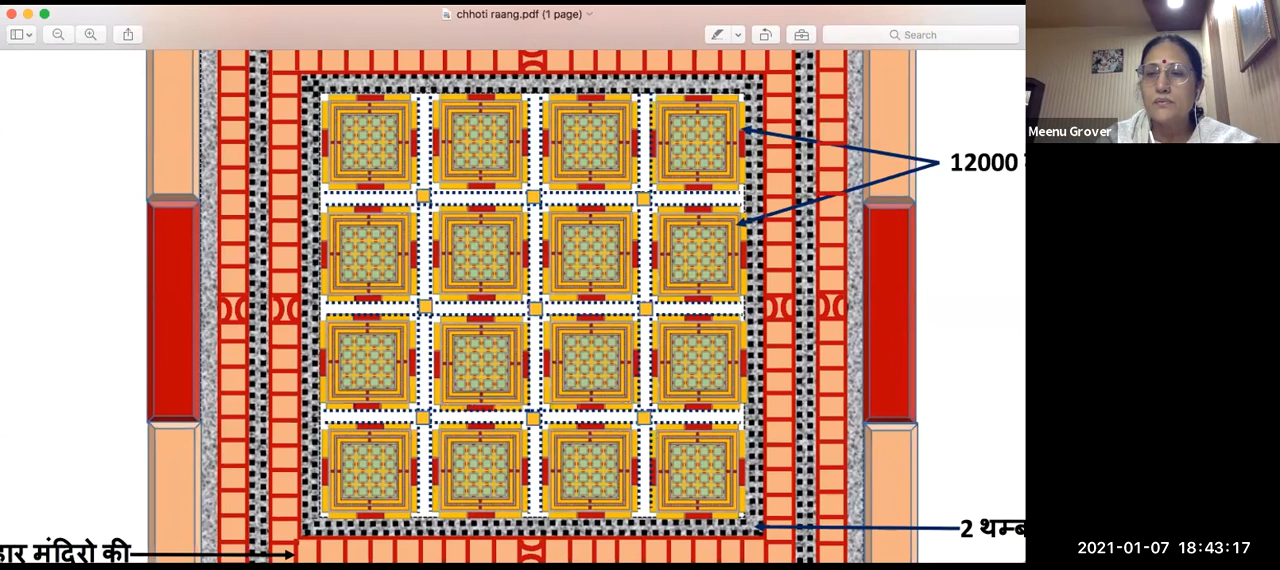 chhoti raang.pdf (1 page)
Search
Meenu Grover
12000
2 थम्ब
हार मंदिरो की
2021-01-07 18:43:17